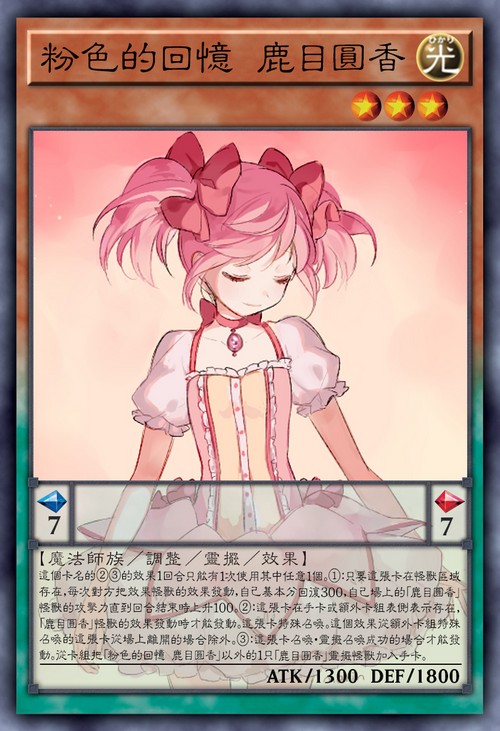 粉色的回憶 鹿目圓香
ひかり
光
7
7
【魔法師族／調整／靈擺／效果】
這個卡名的②③的效果1回合只能有1次使用其中任意1個。①:只要這張卡在怪獸區域
存在,每次對方把效果怪獸的效果發動,自己基本分回渡300,自己場上的「鹿目圓香」
怪獸的攻擊力直到回合結束時上升100。②:這張卡在手卡或額外卡組表側表示存在,
「鹿目圓香」怪獸的效果發動時才能發動。這張卡特殊召喚。這個效果從額外卡組特殊
召喚的這張卡從場上離開的場合除外。③:這張卡召喚・靈擺召喚成功的場合才能發
動。從卡組把「粉色的回憶 鹿目圓香」以外的1只「鹿目圓香」靈擺怪獸加入手卡。
ATK/1300 DEF/1800